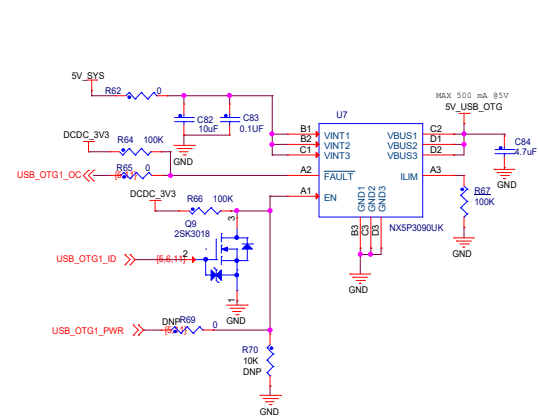 MAX 500 mA @5V
5V_SYS
5V_USB_OTG
R62 0
U7
C82 C83
10uF 0.1UF
B1 VINT1 VBUS1 C2
B2 VINT2 VBUS2 D1
C1 VINT3 VBUS3 D2
C84
4.7uF
DCDC_3V3
R64 100K
GND
R65 0
USB_OTG1_OC
A2 FAULT ILIM A3
GND
DCDC_3V3
R66 100K
A1 EN
R67
100K
GND1
GND2
GND3
NX5P3090UK
B3
C3
D3
Q9
2SK3018
3
GND
USB_OTG1_ID {5,6,11} 2
GND
1
GND
USB_OTG1_PWR DNP R69 0
R70
10K
DNP
GND